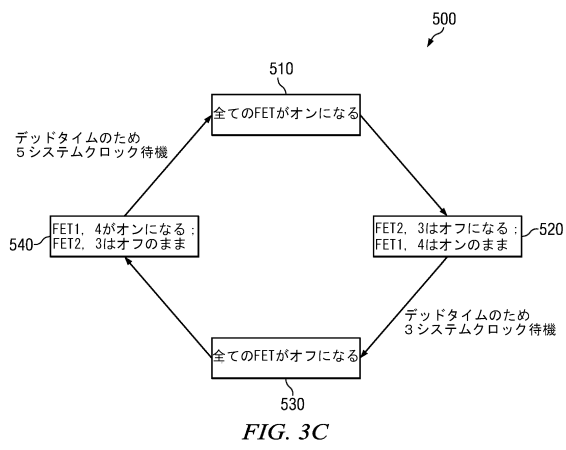 500
510
全てのFETがオンになる
デッドタイムのため
5システムクロック待機
FET1, 4がオンになる;
FET2, 3はオフのまま
540
FET2, 3はオフになる;
FET1, 4はオンのまま
520
デッドタイムのため
3システムクロック待機
全てのFETがオフになる
530
FIG. 3C